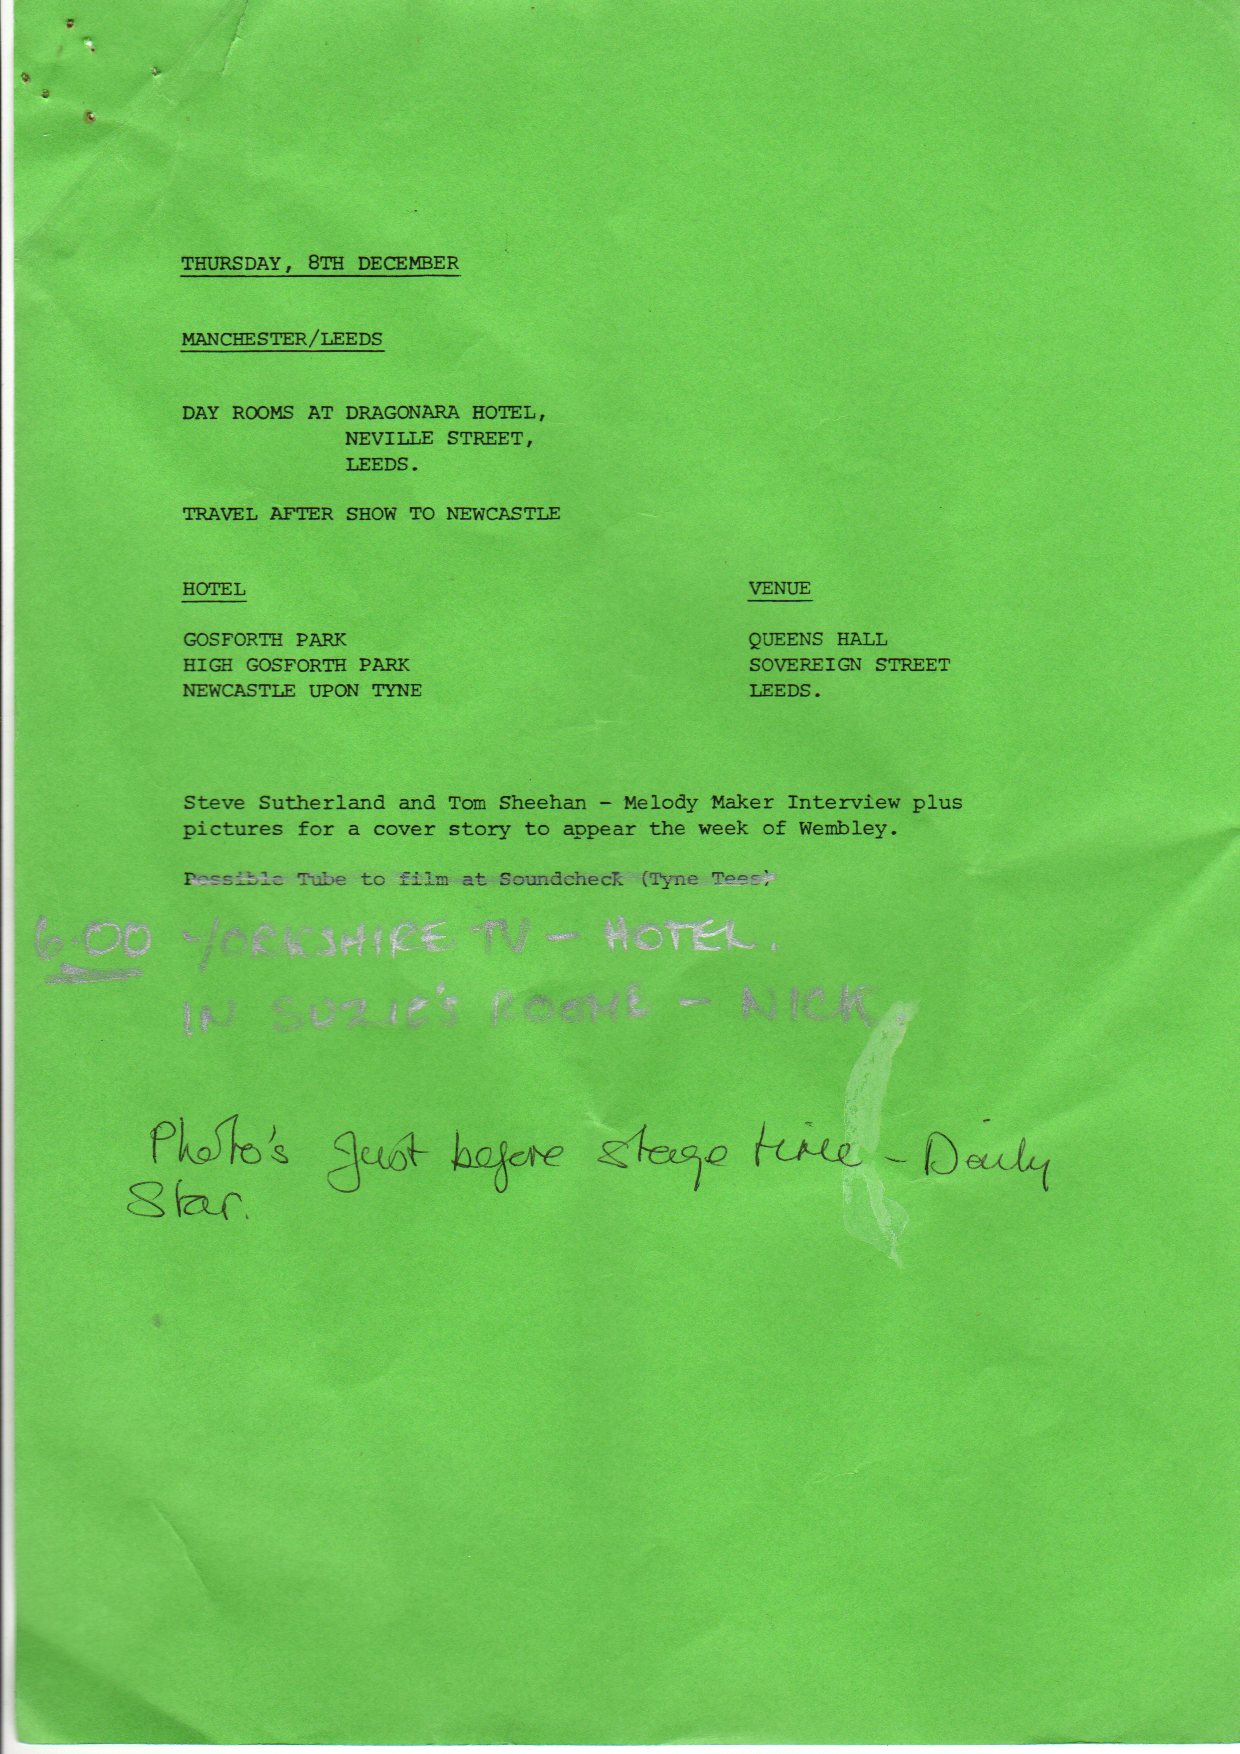 THURSDAY, 8TH DECEMBER
MANCHESTER/LEEDS
DAY ROOMS AT DRAGONARA HOTEL,
NEVILLE STREET,
LEEDS.
TRAVEL AFTER SHOW TO NEWCASTLE
HOTEL
GOSFORTH PARK
HIGH GOSFORTH PARK
NEWCASTLE UPON TYNE
VENUE
QUEENS HALL
SOVEREIGN STREET
LEEDS.
Steve Sutherland and Tom Sheehan - Melody Maker Interview plus
pictures for a cover story to appear the week of Wembley.
Possible Tube to film at Soundcheck (Tyne Tees)
6.00 - YORKSHIRE TV - HOTEL.
IN SUZIE'S ROOM - NICK.
Photo's Just before stage time - Daily
Star.